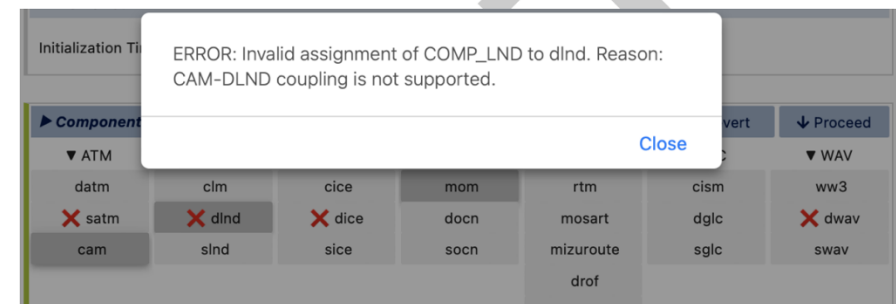 Initialization Ti
ERROR: Invalid assignment of COMP_LND to dlnd. Reason:
CAM-DLND coupling is not supported.
Close
▶ Component
vert
↓ Proceed
▼ ATM
▼ WAV
datm clm cice mom rtm cism ww3
❌ satm ❌ dlnd ❌ dice docn mosart dglc ❌ dwav
cam slnd sice socn mizuroute sglc swav
drof